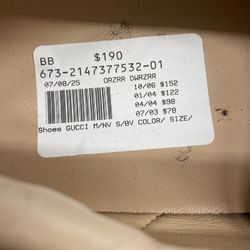 BB $190
673-2147377532-01
07/08/25 ORZRR DWRZRR
10/06 $152
01/04 $122
04/04 $98
07/03 $78
Shoes GUCCI M/NV S/BV COLOR/ SIZE/